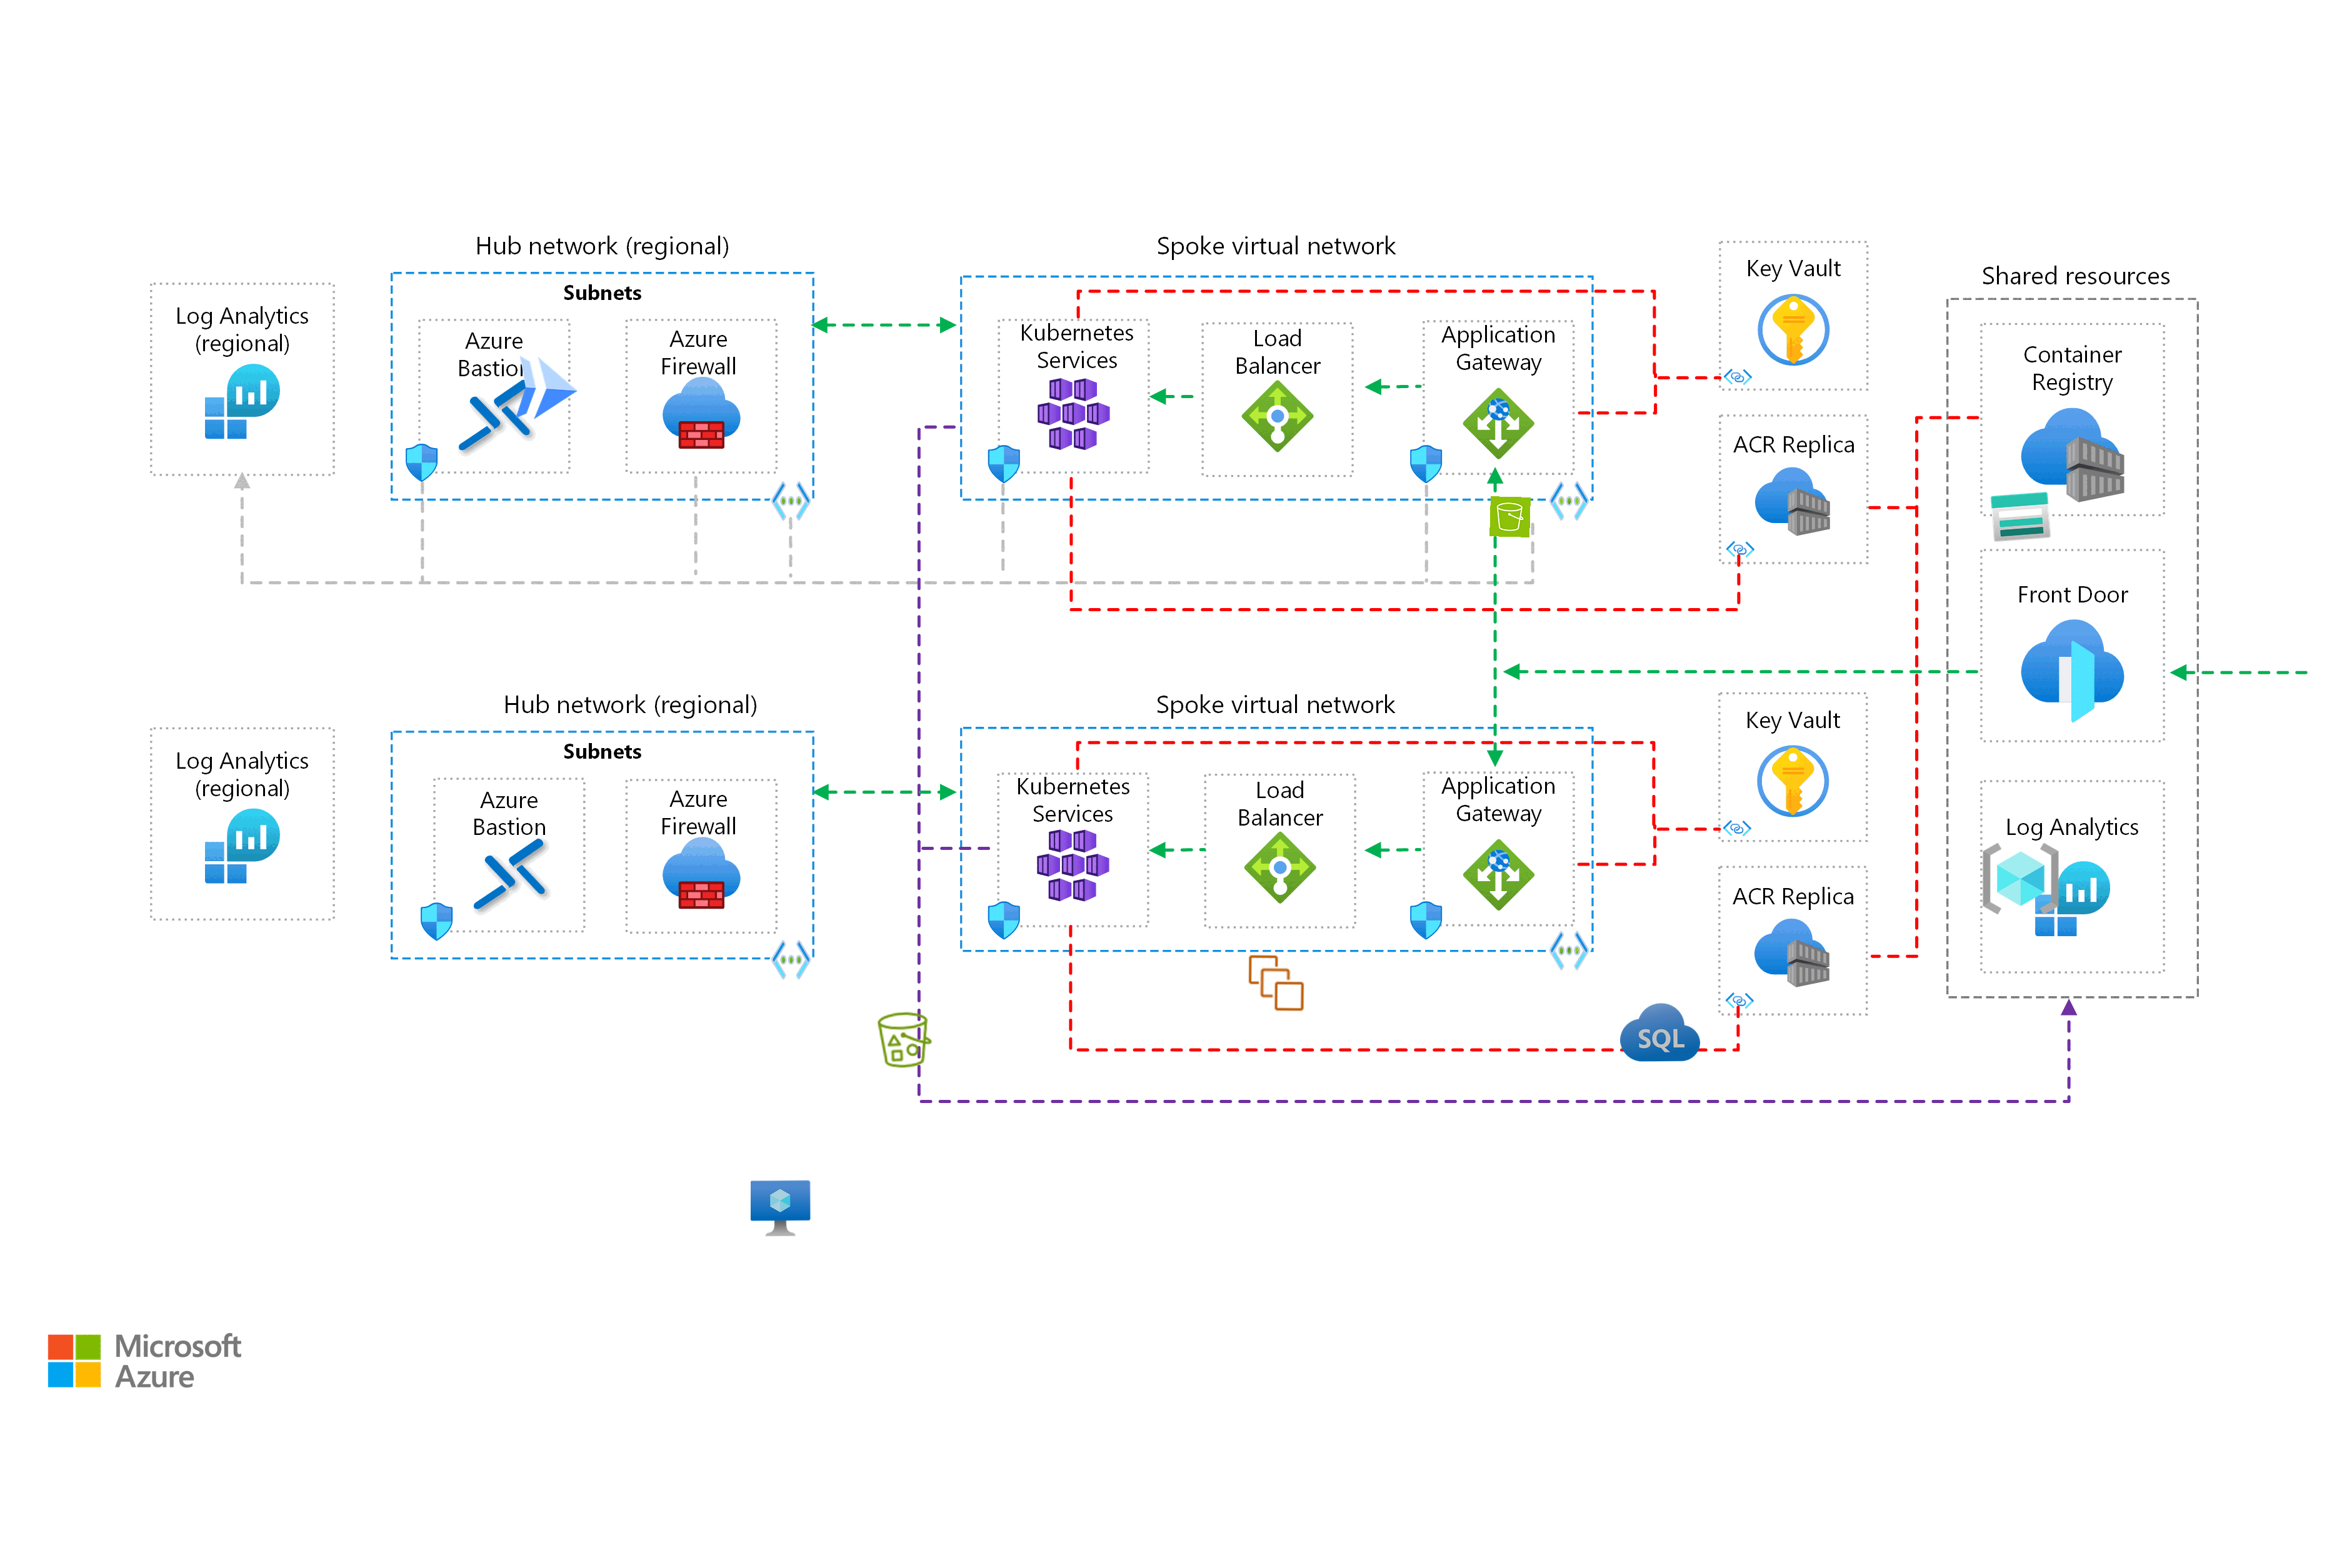 Hub network (regional)
Spoke virtual network
Key Vault
Shared resources
Subnets
Log Analytics
(regional)
Azure
Bastion
Azure
Firewall
Kubernetes
Services
Load
Balancer
Application
Gateway
Container
Registry
ACR Replica
Front Door
Hub network (regional)
Spoke virtual network
Key Vault
Subnets
Log Analytics
(regional)
Azure
Bastion
Azure
Firewall
Kubernetes
Services
Load
Balancer
Application
Gateway
Log Analytics
ACR Replica
SQL
Microsoft
Azure